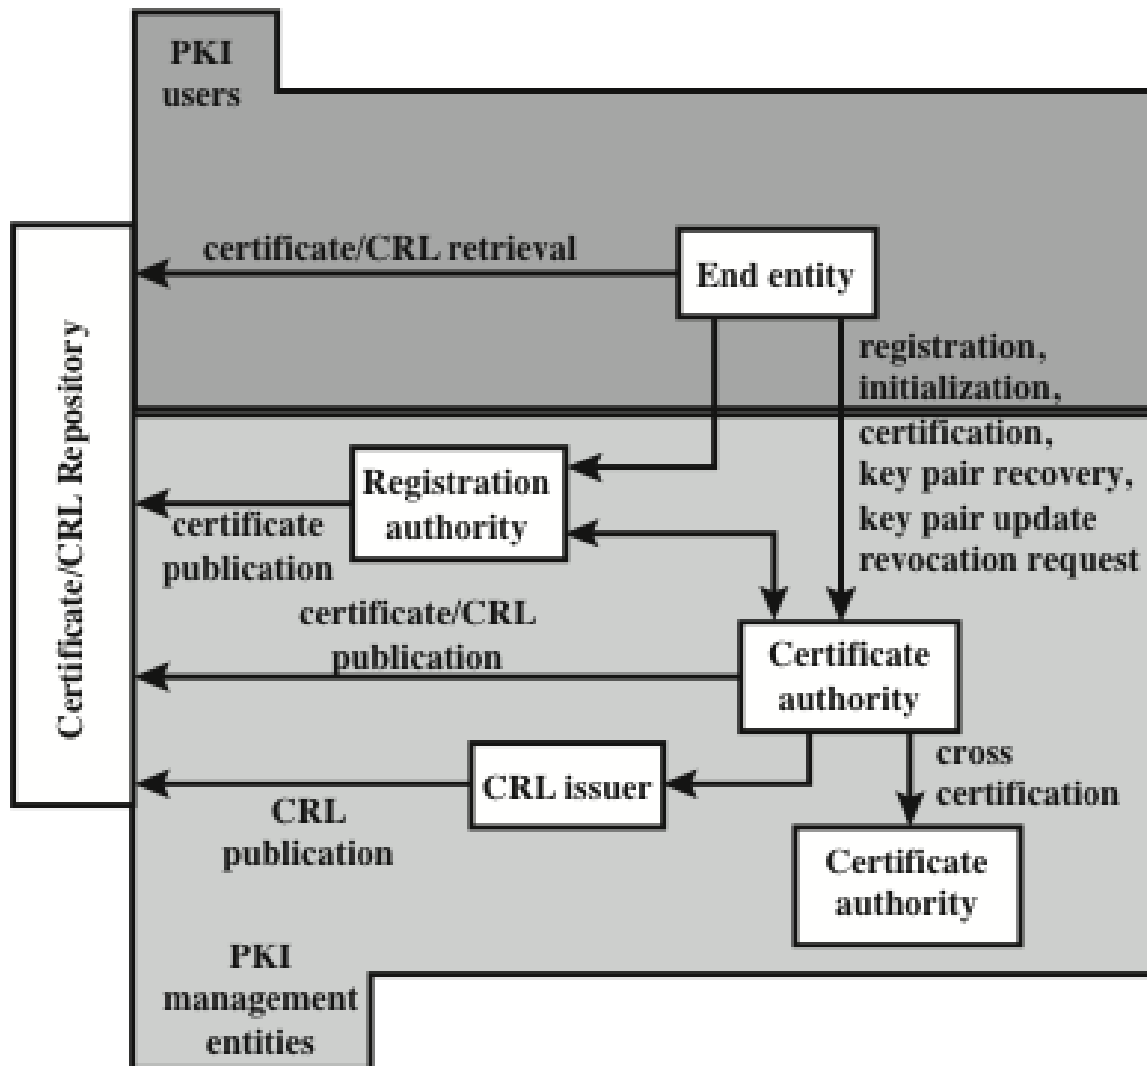 PKI
users
certificate/CRL retrieval
End entity
registration,
initialization,
certification,
key pair recovery,
key pair update
revocation request
Certificate/CRL Repository
Registration
authority
certificate
publication
certificate/CRL
publication
Certificate
authority
CRL issuer
CRL
publication
cross
certification
Certificate
authority
PKI
management
entities